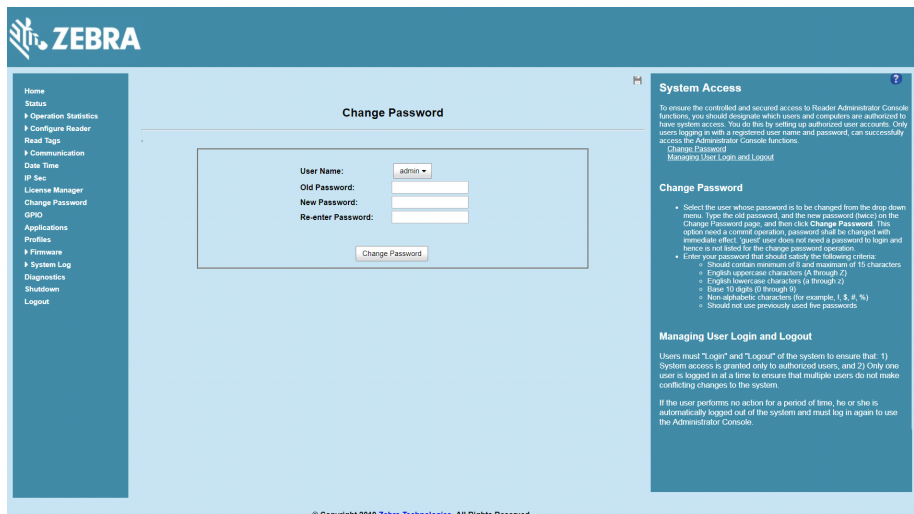 ZEBRA
Home
Status
Operation Statistics
Configure Reader
Read Tags
Communication
Date Time
IP Sec
License Manager
Change Password
GPIO
Applications
Profiles
Firmware
System Log
Diagnostics
Shutdown
Logout
Change Password
User Name:
admin
Old Password:
New Password:
Re-enter Password:
Change Password
?
System Access
To ensure the controlled and secured access to Reader Administrator Console
functions, you should designate which users and computers are authorized to
have system access. You do this by setting up authorized user accounts. Only
users logging in with a registered user name and password, can successfully
access the Administrator Console functions.
Change Password
Managing User Login and Logout
Change Password
Select the user whose password is to be changed from the drop down
menu. Type the old password, and the new password (twice) on the
Change Password page, and then click Change Password. This
option need a commit operation, password shall be changed with
immediate effect. 'guest' user does not need a password to login and
hence is not listed for the change password operation.
Enter your password that should satisfy the following criteria:
Should contain minimum of 8 and maximam of 15 characters
English uppercase characters (A through Z)
English lowercase characters (a through z)
Base 10 digits (0 through 9)
Non-alphabetic characters (for example, !, $, #, %)
Should not use previously used five passwords
Managing User Login and Logout
Users must "Login" and "Logout" of the system to ensure that: 1)
System access is granted only to authorized users, and 2) Only one
user is logged in at a time to ensure that multiple users do not make
conflicting changes to the system.
If the user performs no action for a period of time, he or she is
automatically logged out of the system and must log in again to use
the Administrator Console.
© Copyright 2019 Zebra Technologies. All Rights Reserved